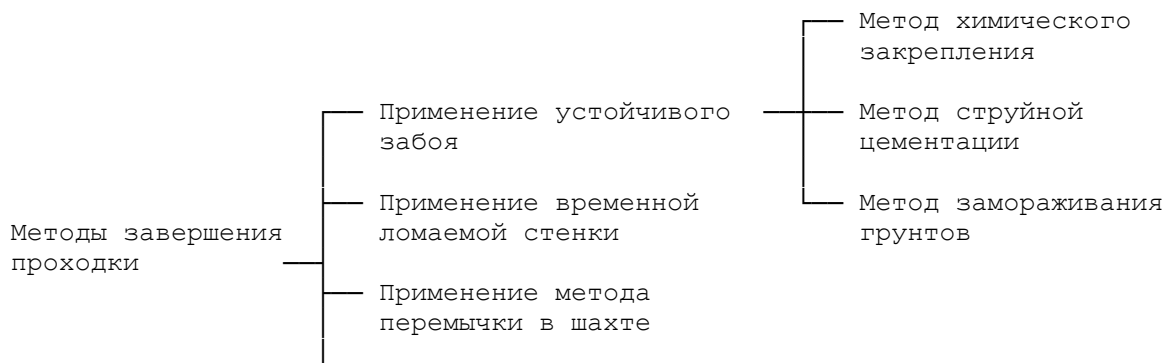 Метод химического
закрепления
Применение устойчивого
забоя
Метод струйной
цементации
Применение временной
ломаемой стенки
Метод замораживания
грунтов
Методы завершения
проходки
Применение метода
перемычки в шахте